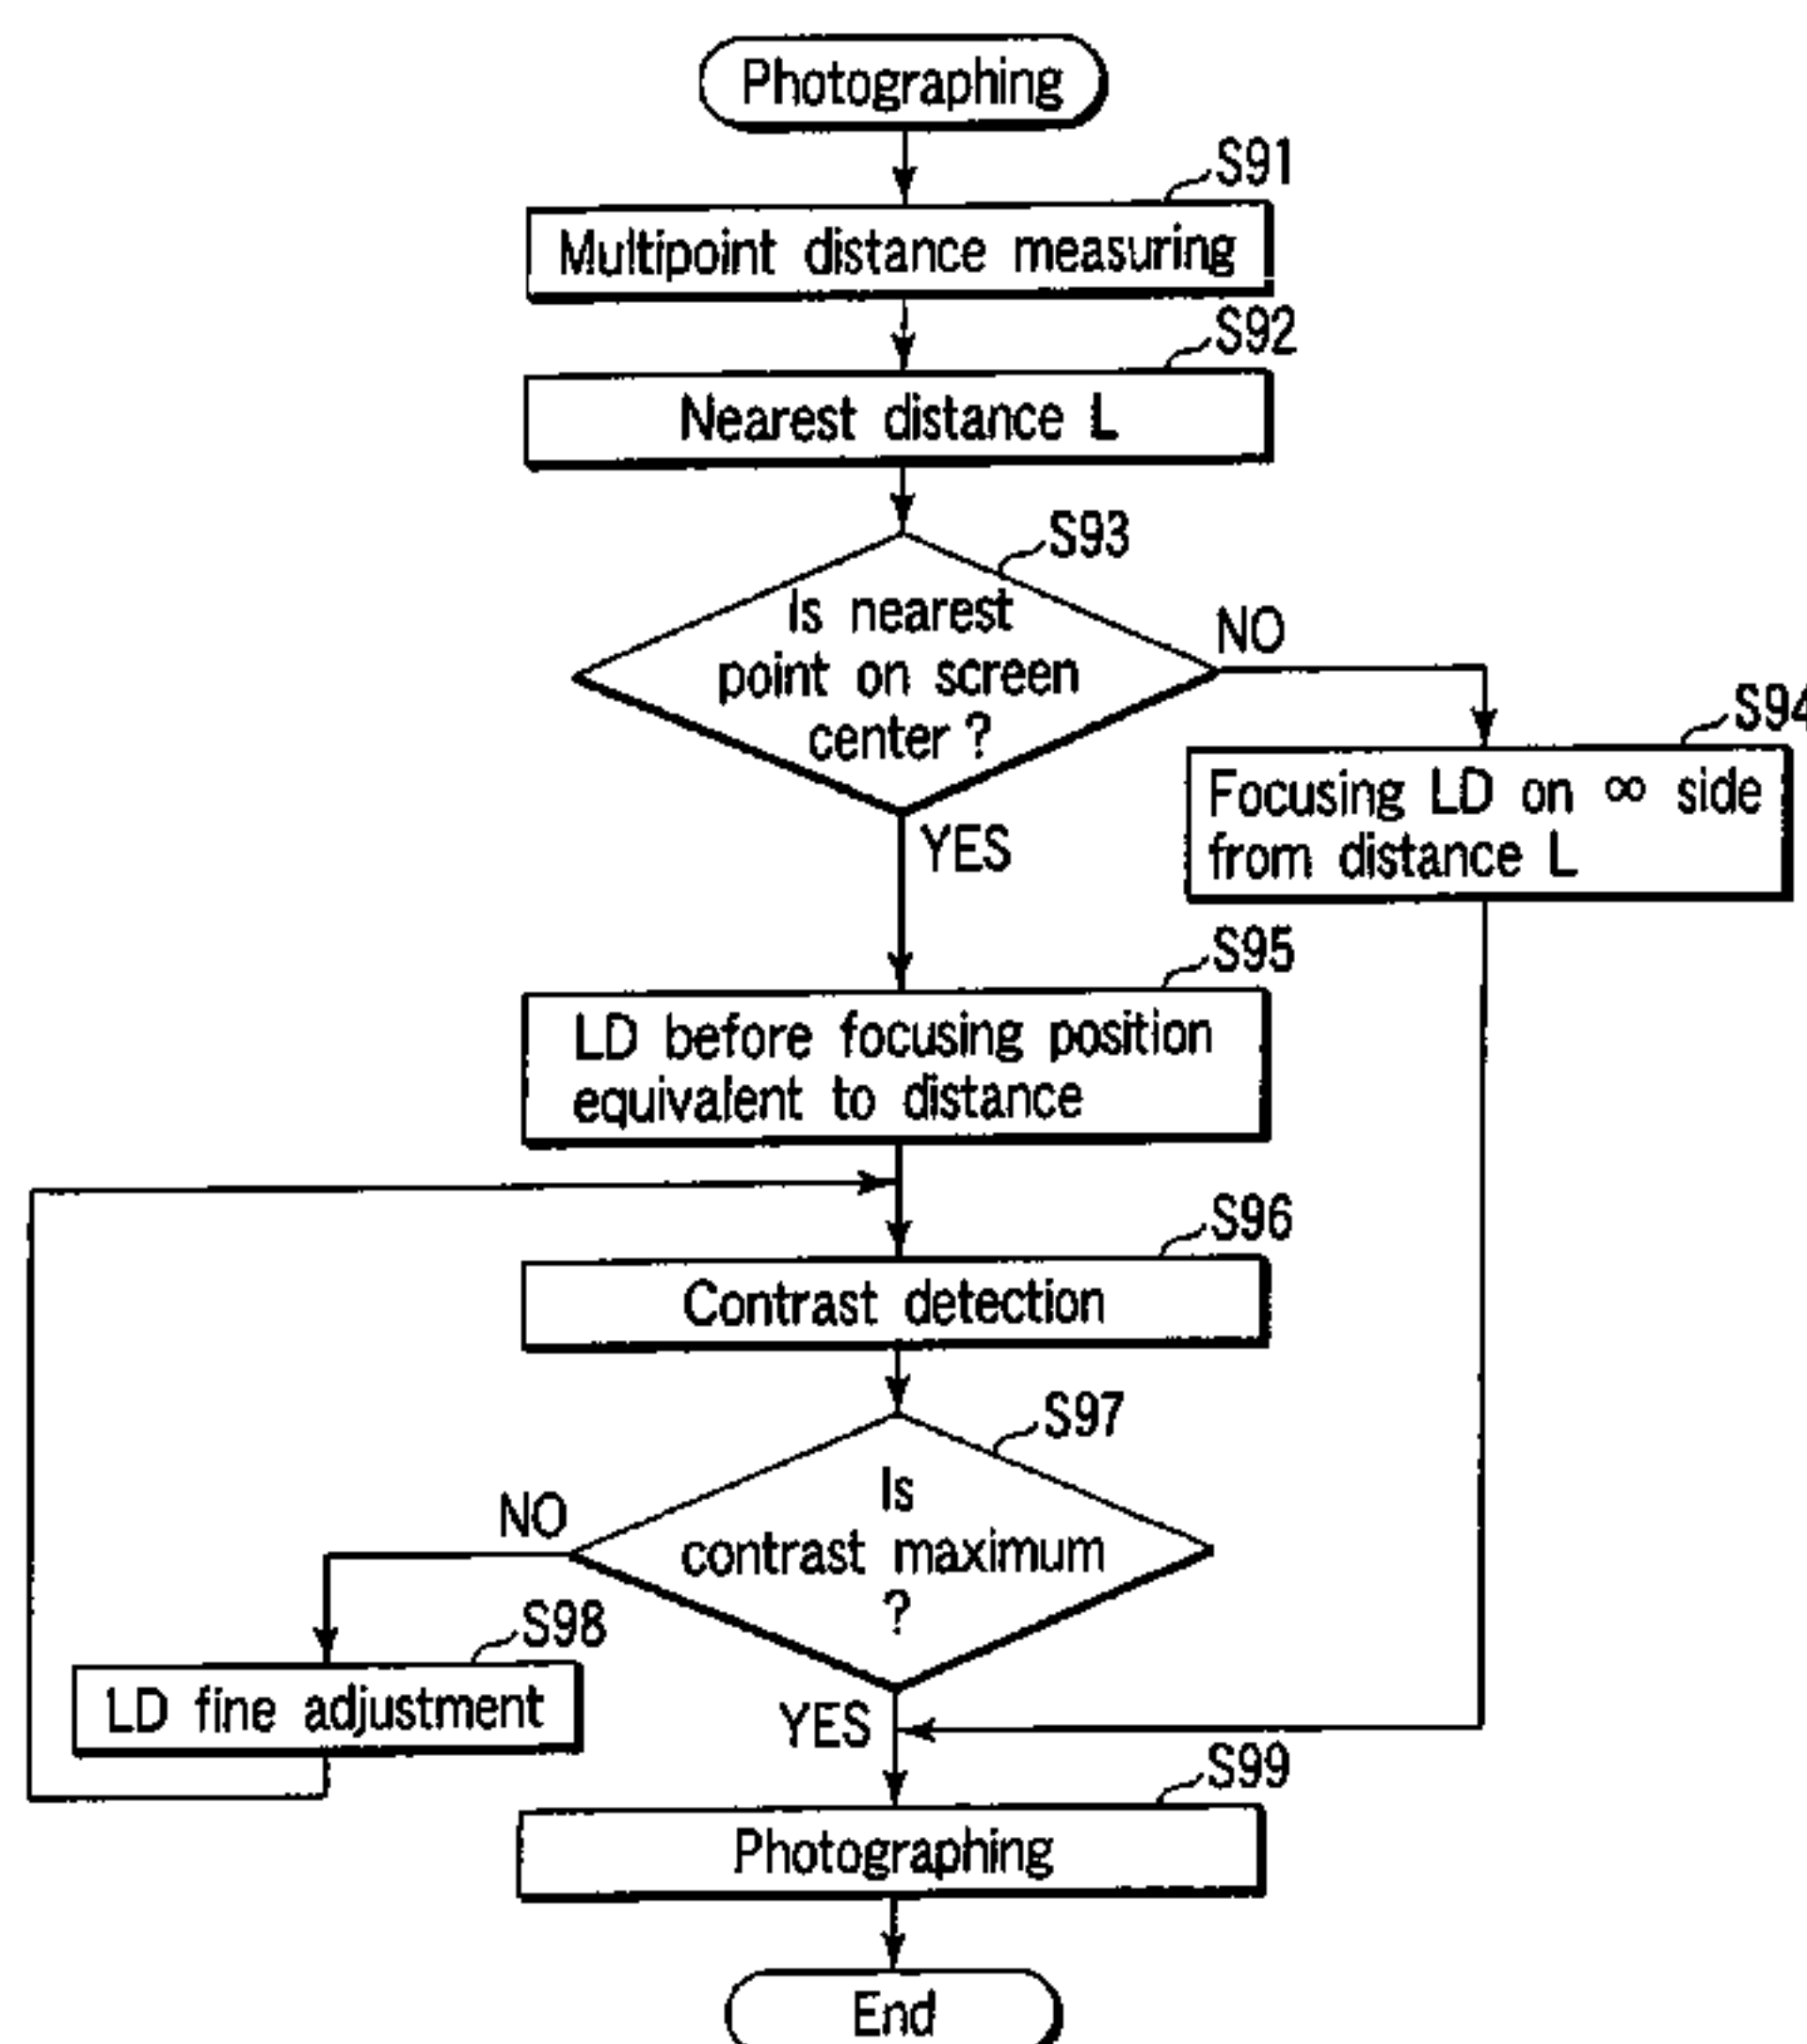 Photographing
S91
Multipoint distance measuring
S92
Nearest distance L
S93
Is nearest
point on screen
center ?
NO
YES
S94
Focusing LD on ∞ side
from distance L
S95
LD before focusing position
equivalent to distance
S96
Contrast detection
S97
Is
contrast maximum
?
NO
YES
S98
LD fine adjustment
S99
Photographing
End